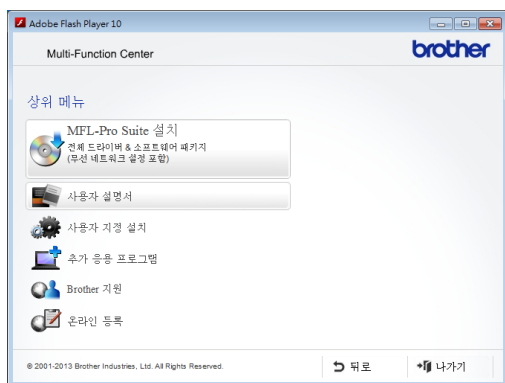 Adobe Flash Player 10
Multi-Function Center
brother
상위 메뉴
MFL-Pro Suite 설치
전체 드라이버 & 소프트웨어 패키지
(무선 네트워크 설정 포함)
사용자 설명서
사용자 지정 설치
추가 응용 프로그램
Brother 지원
온라인 등록
© 2001-2013 Brother Industries, Ltd. All Rights Reserved.
뒤로
나가기